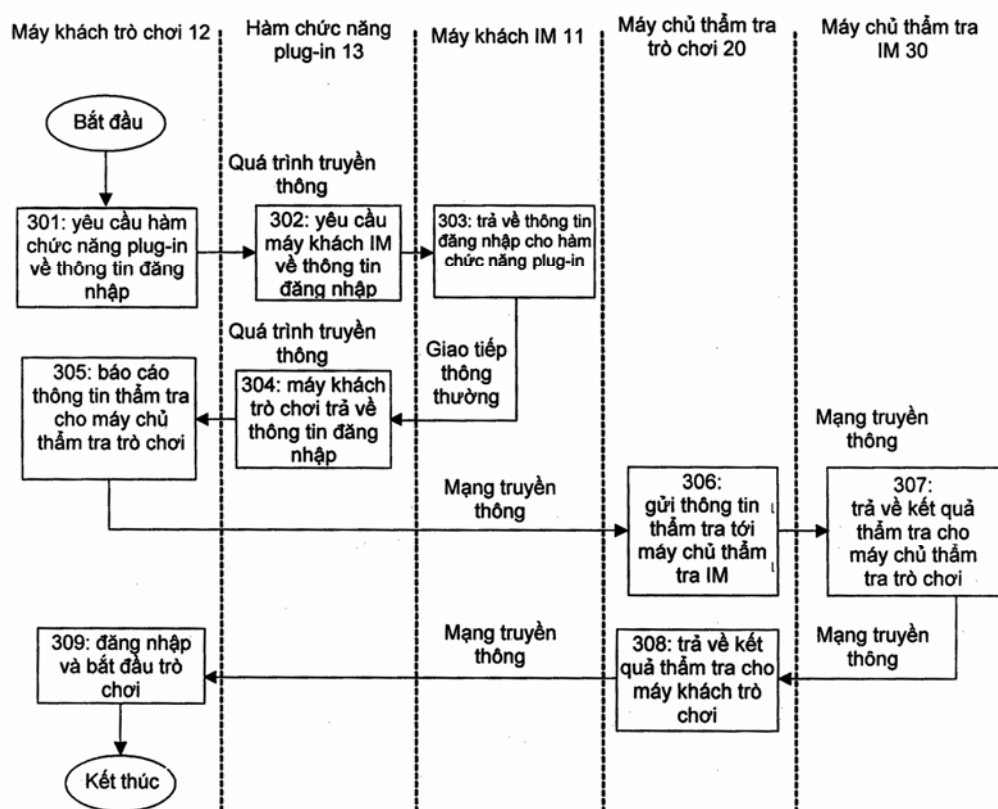 Máy khách trò chơi 12
Hàm chức năng
plug-in 13
Máy khách IM 11
Máy chủ thẩm tra
trò chơi 20
Máy chủ thẩm tra
IM 30
Bắt đầu
Quá trình truyền
thông
301: yêu cầu hàm
chức năng plug-in
về thông tin đăng
nhập
302: yêu cầu
máy khách IM
về thông tin
đăng nhập
303: trả về thông tin
đăng nhập cho hàm
chức năng plug-in
Quá trình truyền
thông
Giao tiếp
thông
thường
305: báo cáo
thông tin thẩm tra
cho máy chủ
thẩm tra trò chơi
304: máy khách
trò chơi trả về
thông tin đăng
nhập
Mạng truyền
thông
Mạng truyền
thông
306:
gửi thông tin
thẩm tra tới
máy chủ thẩm
tra IM
307:
trả về kết quả
thẩm tra cho
máy chủ thẩm
tra trò chơi
309: đăng nhập
và bắt đầu trò
chơi
Mạng truyền
thông
308: trả về kết
quả thẩm tra cho
máy khách trò
chơi
Mạng truyền
thông
Kết thúc